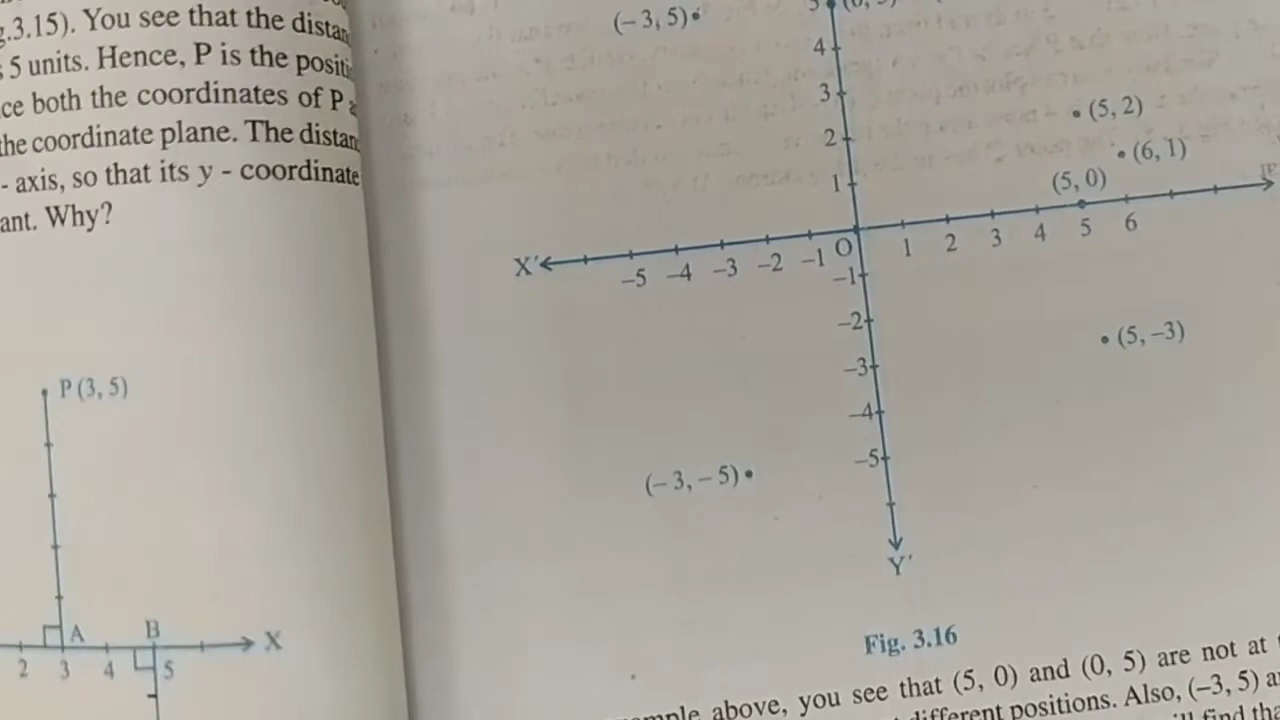 .3.15). You see that the
5 units. Hence, P is the
ce both the coordinates of P
the coordinate plane. The
- axis, so that its y - coordinate
ant. Why?
P (3, 5)
A
B
X
2
3
4
5
(– 3, 5)
5
4
3
2
1
(5, 2)
(6, 1)
(5, 0)
X′
–5
–4
–3
–2
–1
O
1
2
3
4
5
6
–1
–2
–3
–4
–5
(5, –3)
(– 3, – 5)
Y′
Fig. 3.16
above, you see that (5, 0) and (0, 5) are not at
positions. Also, (–3, 5)
find